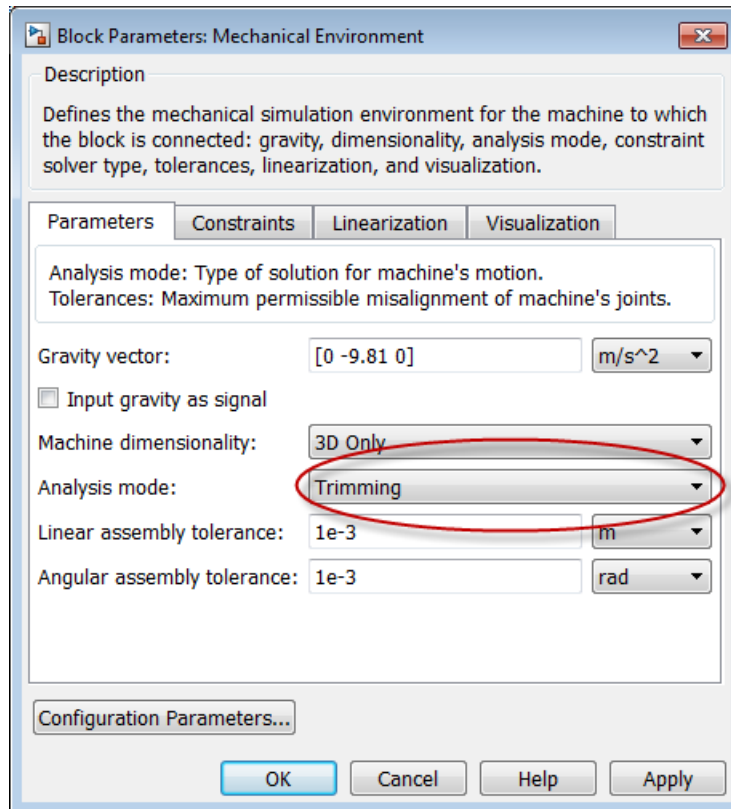 Block Parameters: Mechanical Environment
Description
Defines the mechanical simulation environment for the machine to which
the block is connected: gravity, dimensionality, analysis mode, constraint
solver type, tolerances, linearization, and visualization.
Parameters Constraints Linearization Visualization
Analysis mode: Type of solution for machine's motion.
Tolerances: Maximum permissible misalignment of machine's joints.
Gravity vector: [0 -9.81 0] m/s^2
Input gravity as signal
Machine dimensionality: 3D Only
Analysis mode: Trimming
Linear assembly tolerance: 1e-3 m
Angular assembly tolerance: 1e-3 rad
Configuration Parameters...
OK Cancel Help Apply